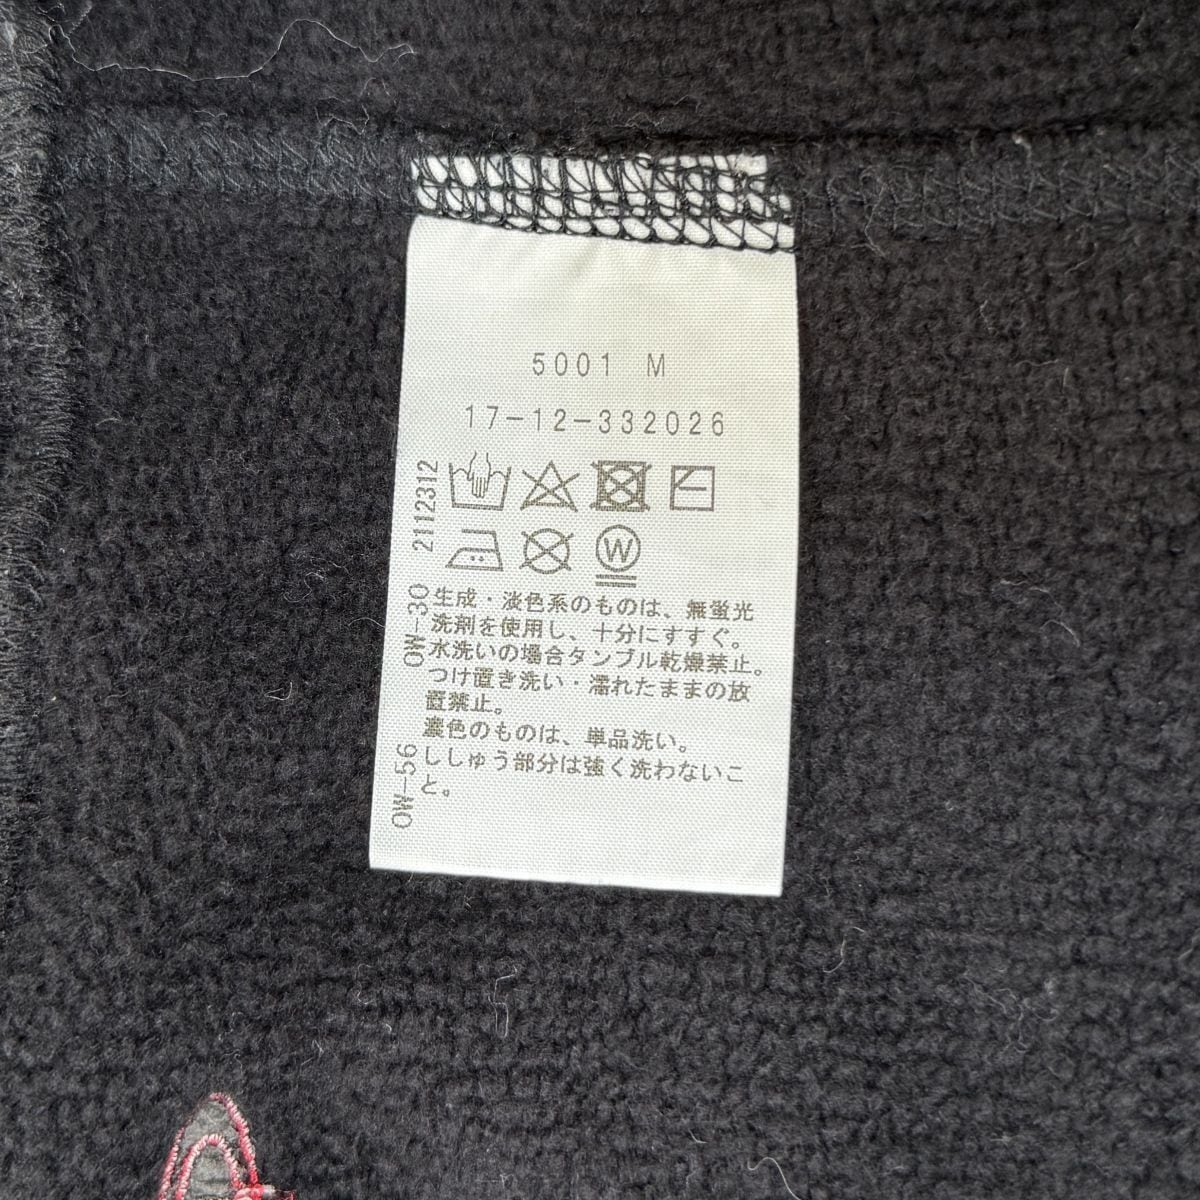 5001 M
17-12-332026
W
生成・淡色系のものは、無蛍光
洗剤を使用し、十分にすすぐ。
水洗いの場合タンブル乾燥禁止。
つけ置き洗い・濡れたままの放
置禁止。
濃色のものは、単品洗い。
ししゅう部分は強く洗わないこ
と。
OW-56 OW-30 2112312